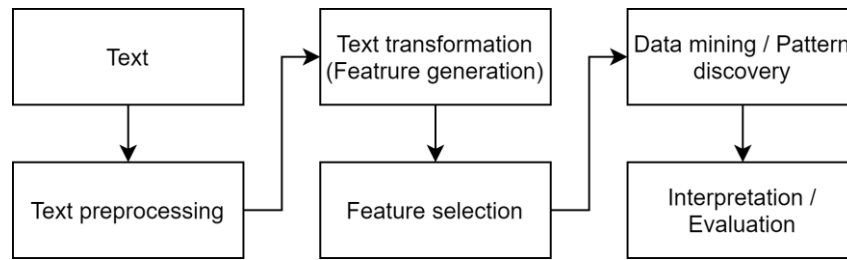 Text
Text preprocessing
Text transformation
(Featrure generation)
Feature selection
Data mining / Pattern
discovery
Interpretation /
Evaluation